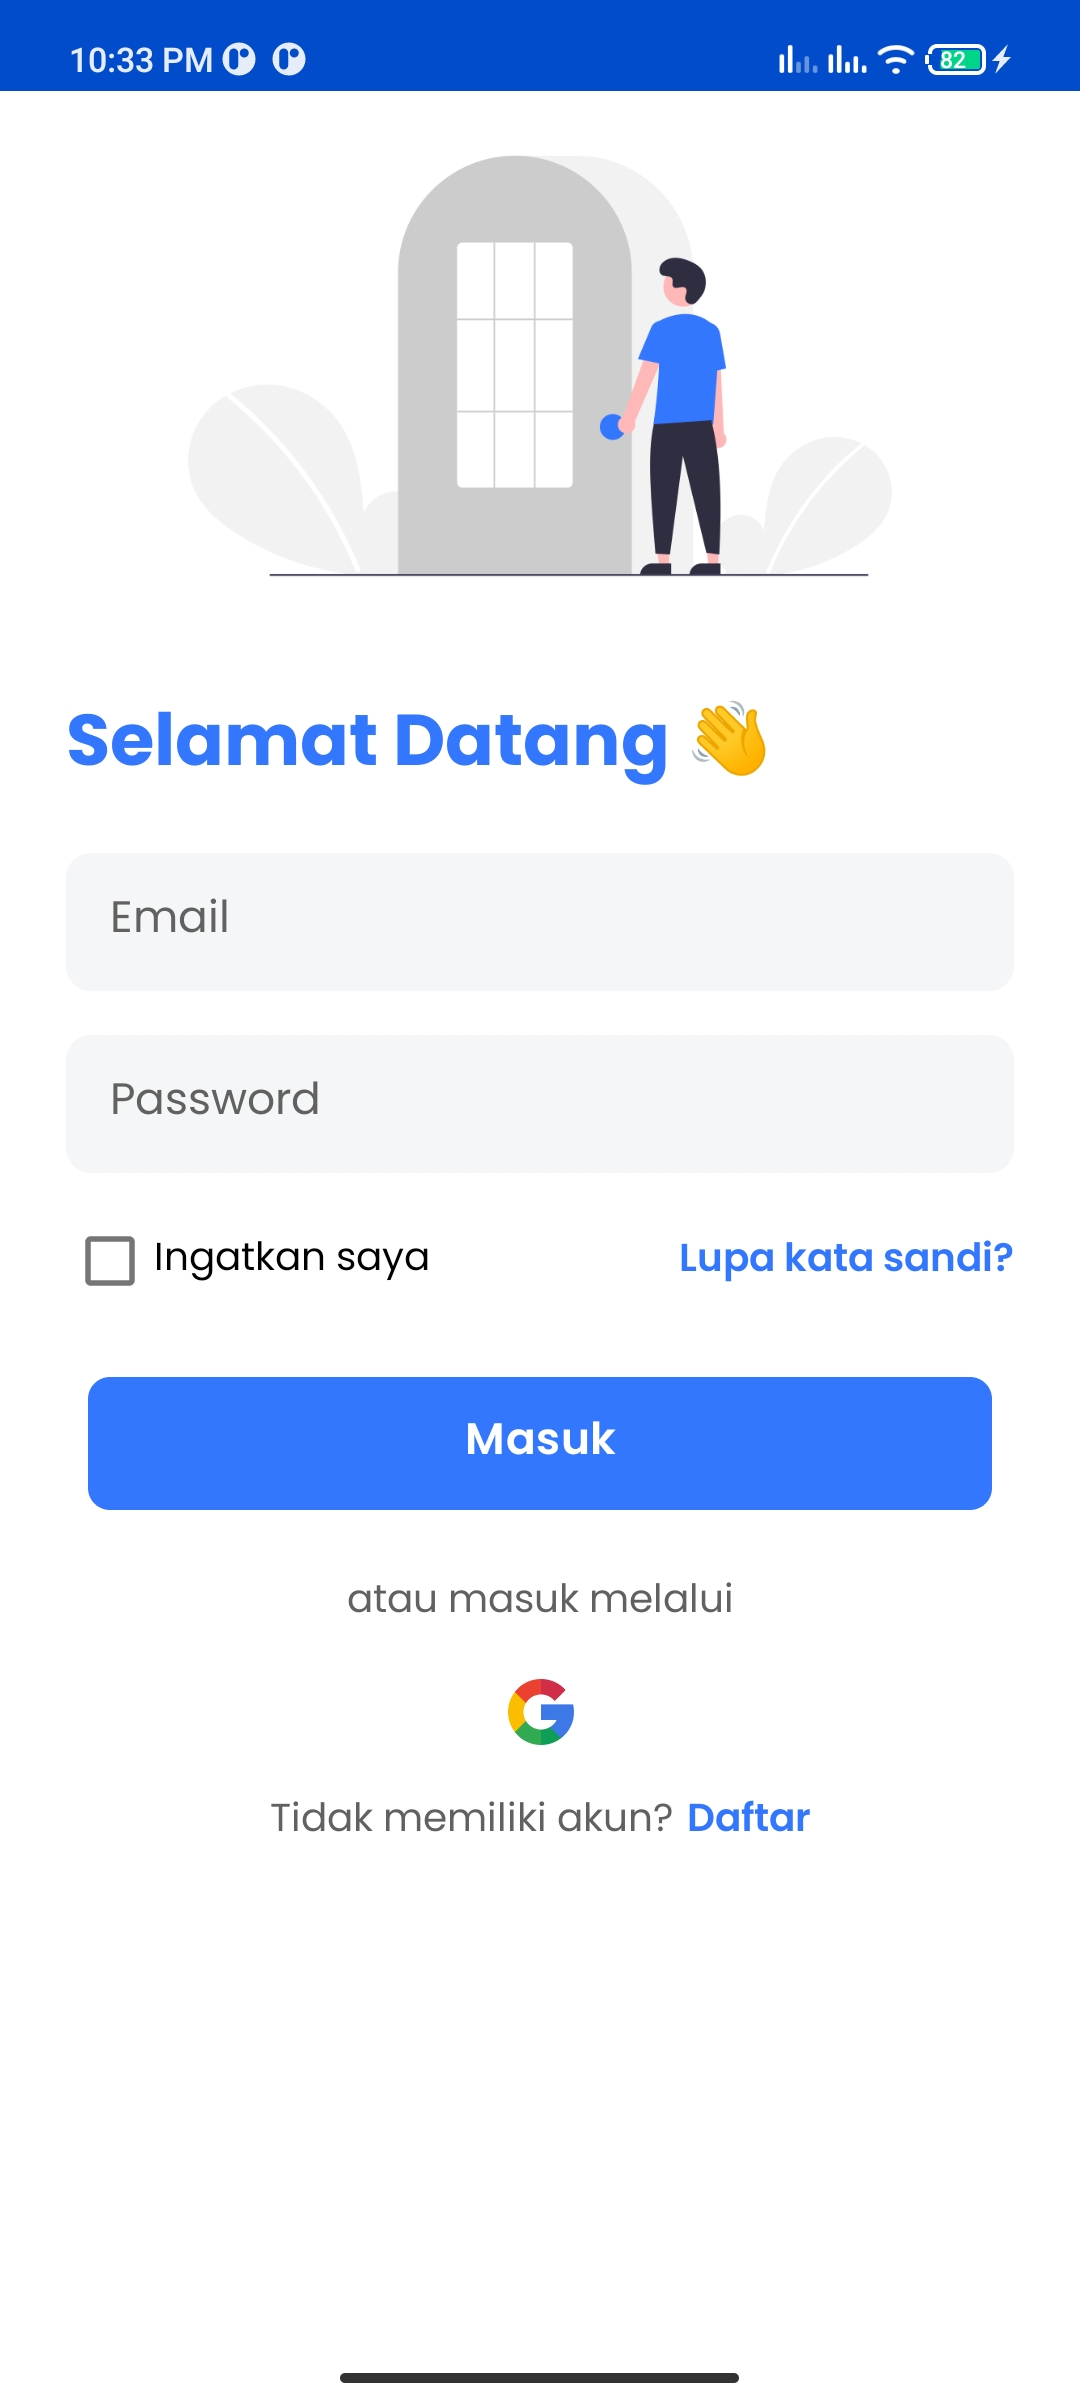 10:33 PM
82
Selamat Datang 👋
Email
Password
Ingatkan saya
Lupa kata sandi?
Masuk
atau masuk melalui
Tidak memiliki akun? Daftar